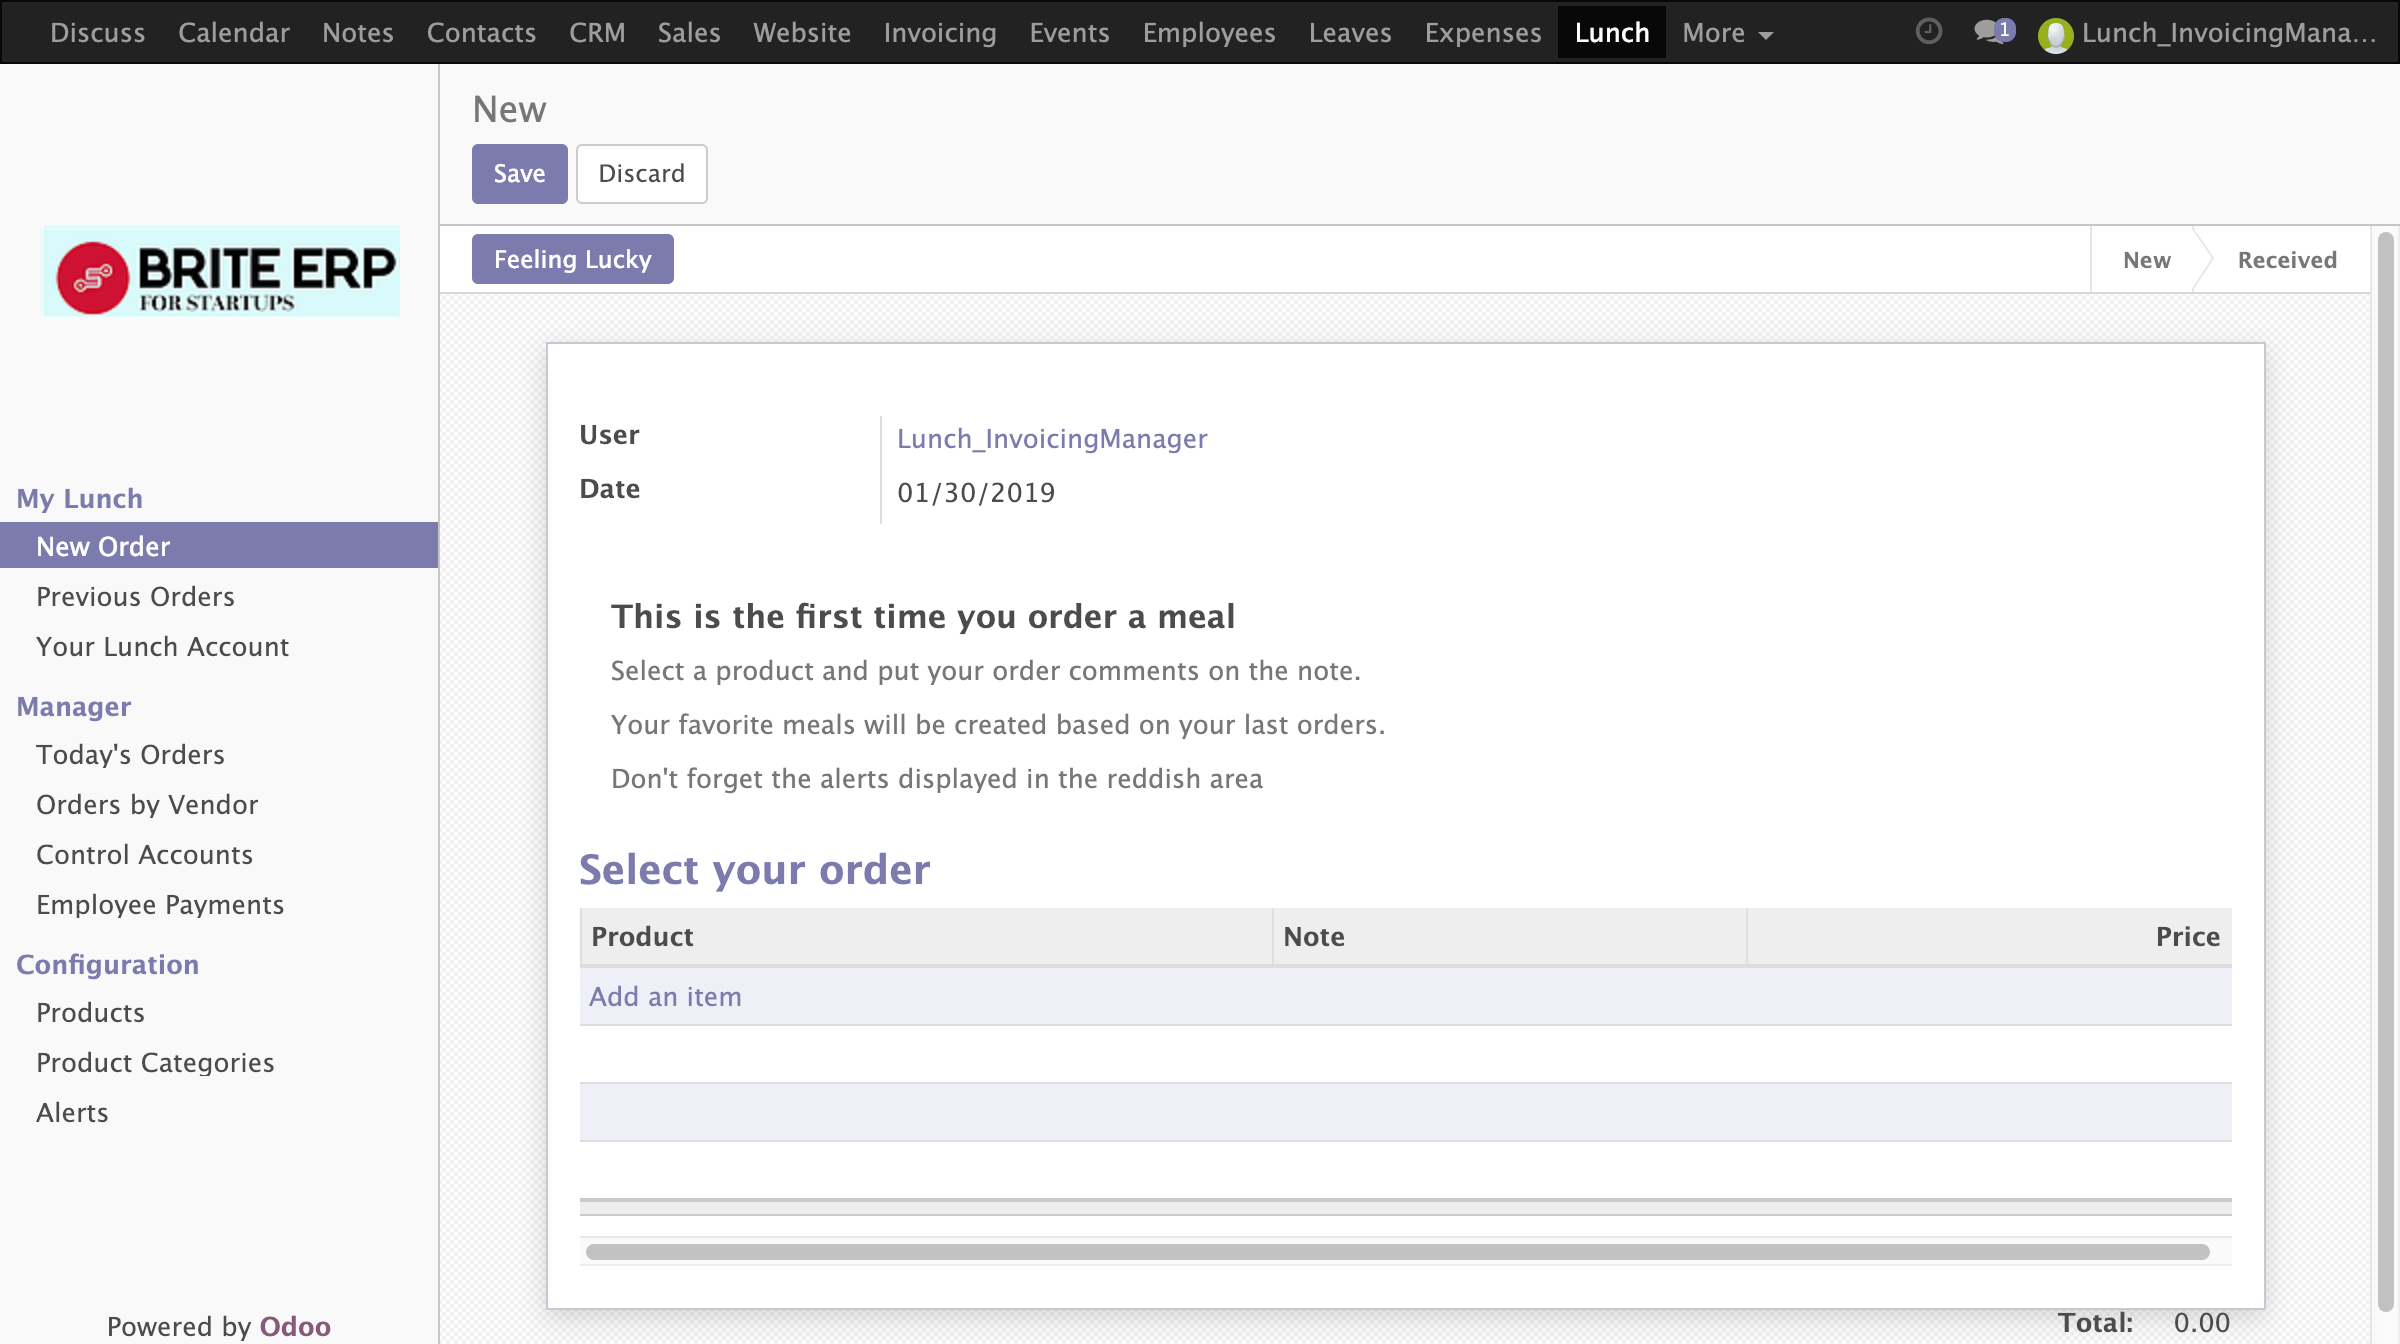 Discuss Calendar Notes Contacts CRM Sales Website Invoicing Events Employees Leaves Expenses Lunch More 1 Lunch_InvoicingMana...
New
Save Discard
BRITE ERP
FOR STARTUPS
Feeling Lucky New Received
My Lunch
New Order
Previous Orders
Your Lunch Account
Manager
Today's Orders
Orders by Vendor
Control Accounts
Employee Payments
Configuration
Products
Product Categories
Alerts
Powered by Odoo
User Lunch_InvoicingManager
Date 01/30/2019
This is the first time you order a meal
Select a product and put your order comments on the note.
Your favorite meals will be created based on your last orders.
Don't forget the alerts displayed in the reddish area
Select your order
Product Note Price
Add an item
Total: 0.00